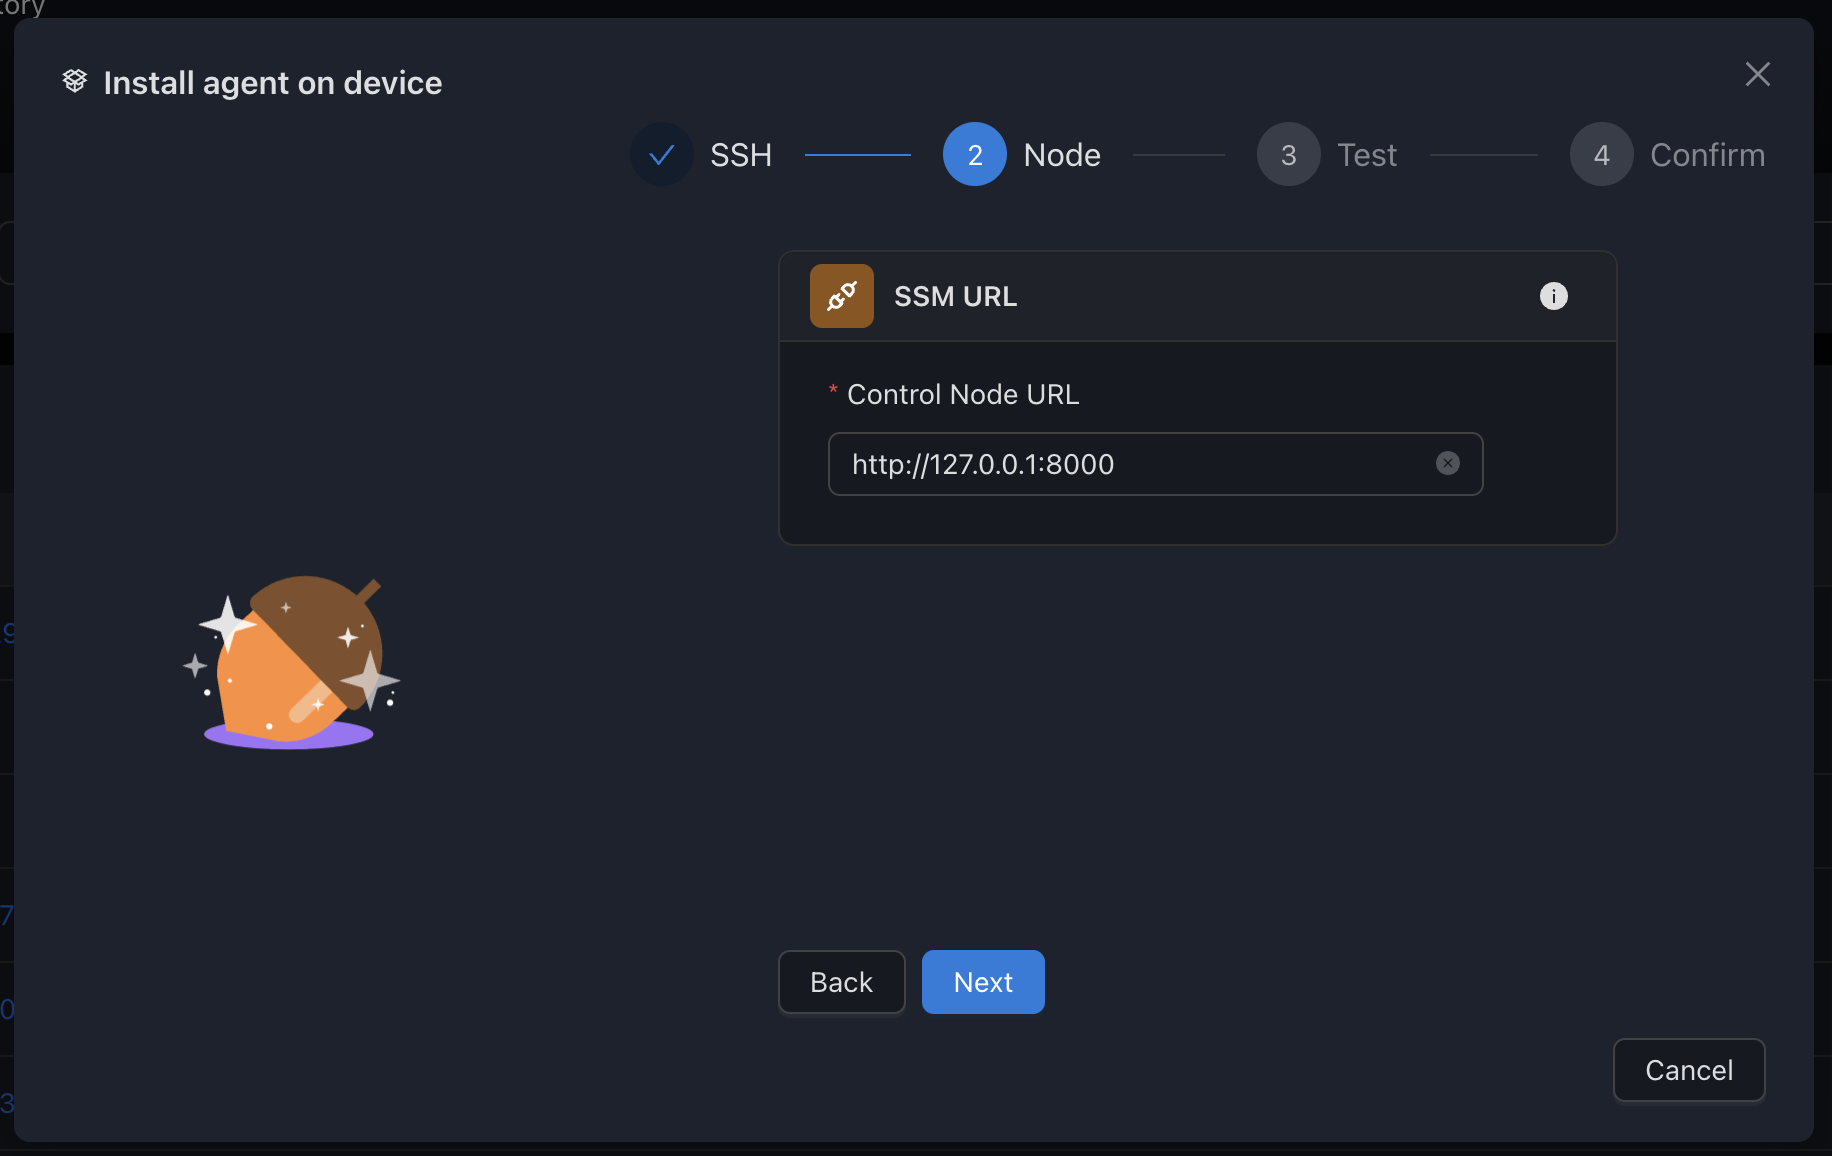 Install agent on device
SSH
2 Node
3 Test
4 Confirm
SSM URL
* Control Node URL
http://127.0.0.1:8000
Back
Next
Cancel